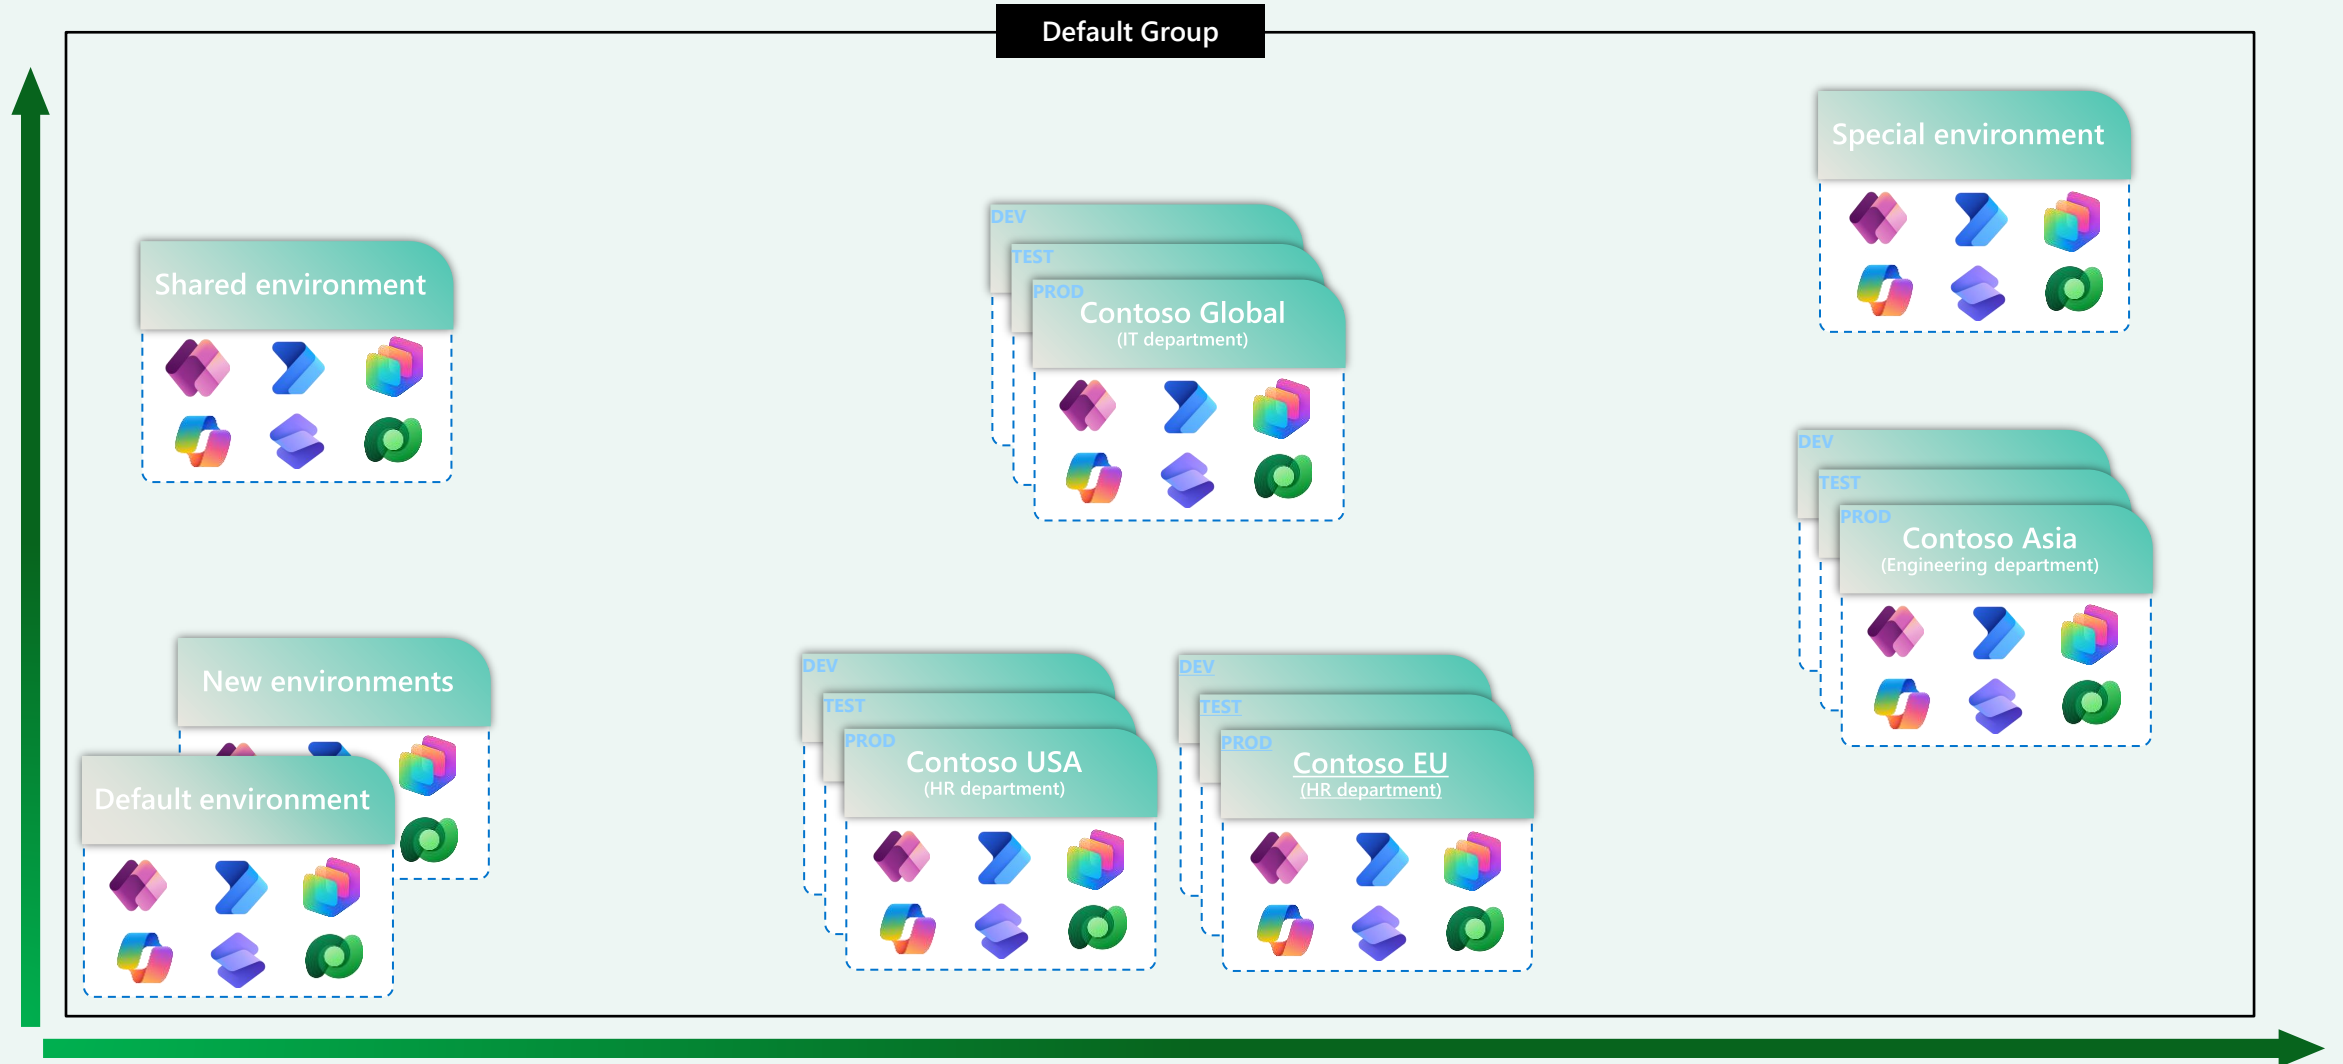 Default Group
Special environment
Shared environment
DEV
TEST
PROD
Contoso Global
(IT department)
DEV
TEST
PROD
Contoso Asia
(Engineering department)
New environments
Default environment
DEV
TEST
PROD
Contoso USA
(HR department)
DEV
TEST
PROD
Contoso EU
(HR department)